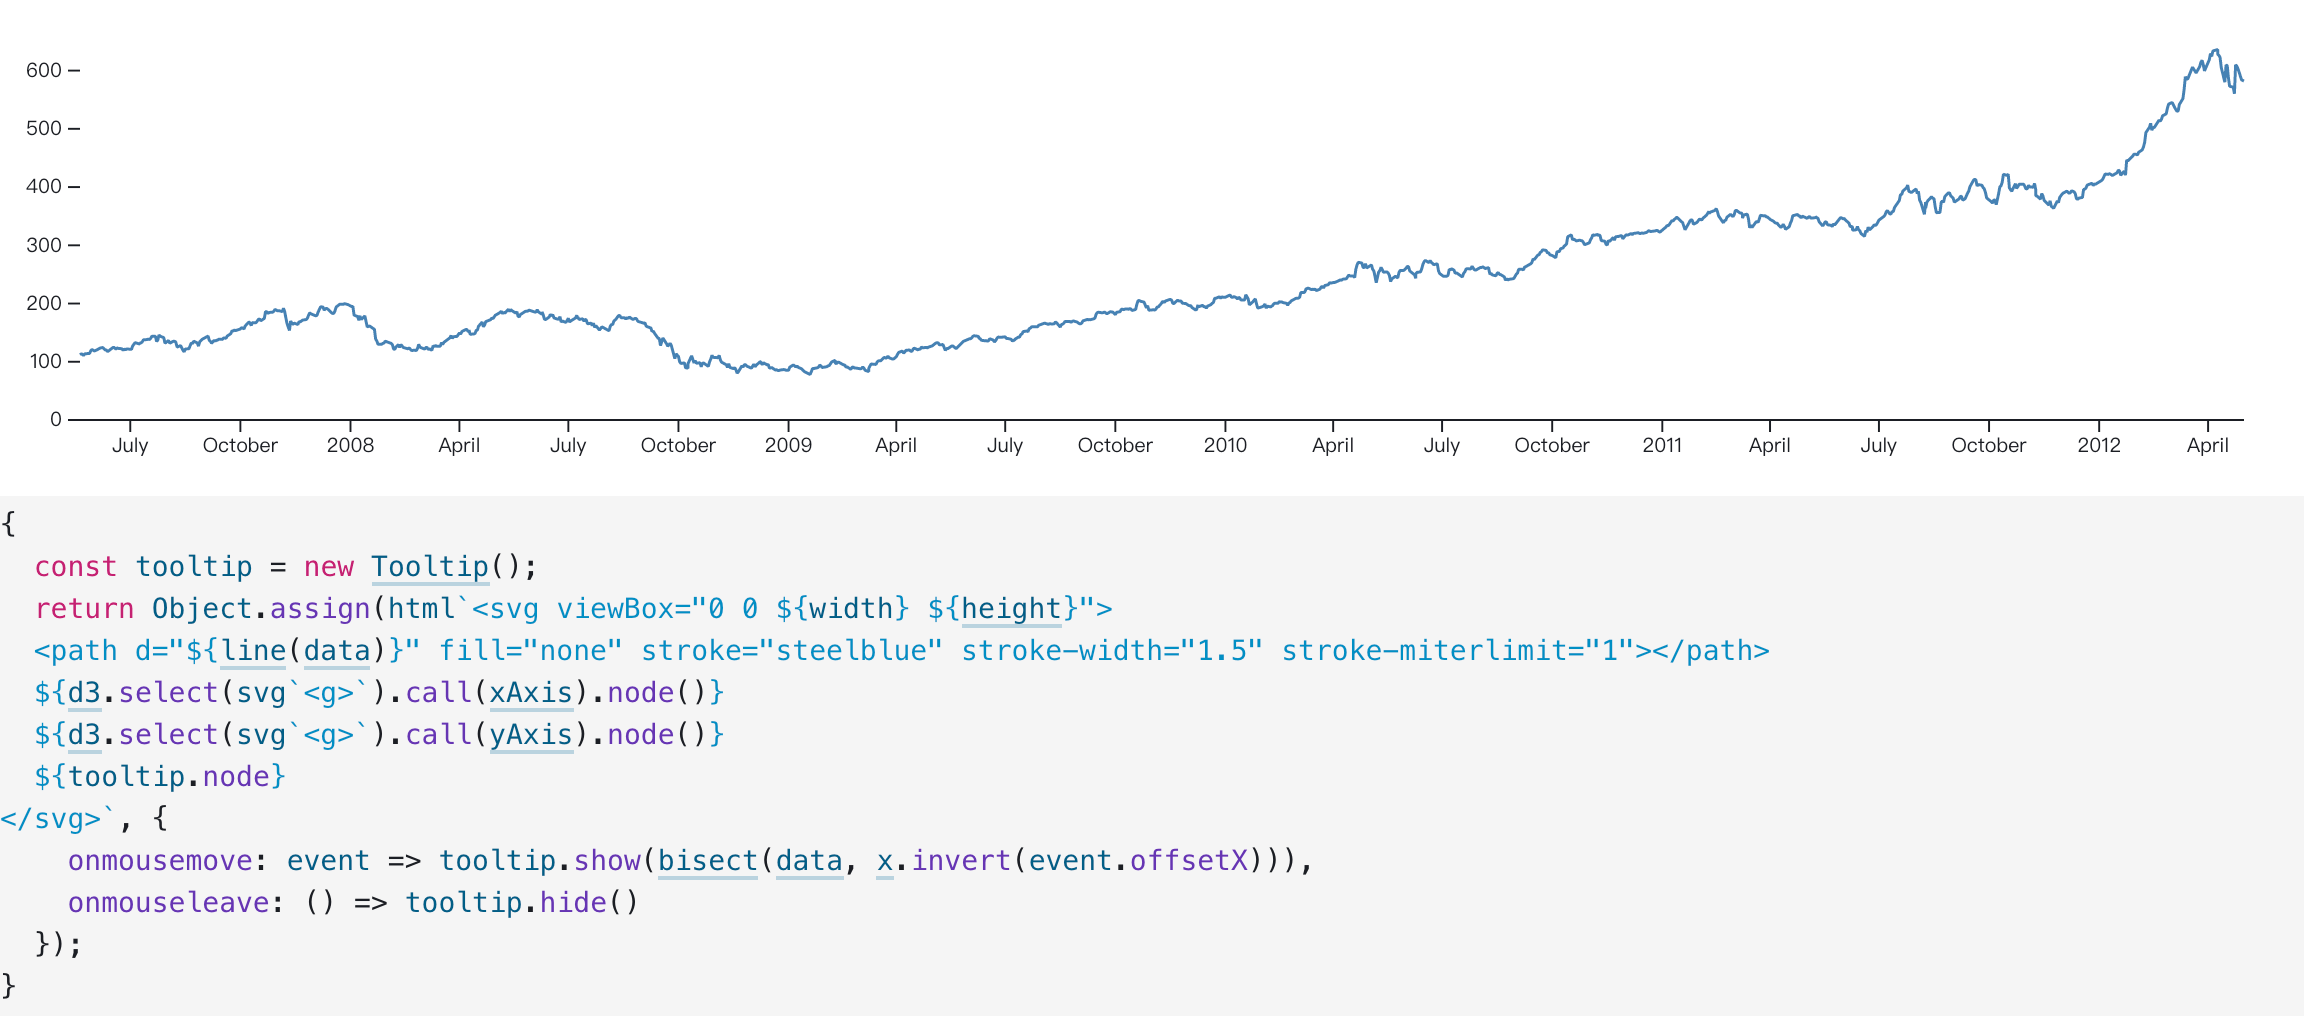 600
500
400
300
200
100
0
July October 2008 April July October 2009 April July October 2010 April July October 2011 April July October 2012 April
{
  const tooltip = new Tooltip();
  return Object.assign(html`<svg viewBox="0 0 ${width} ${height}">
  <path d="${line(data)}" fill="none" stroke="steelblue" stroke-width="1.5" stroke-miterlimit="1"></path>
  ${d3.select(svg`<g>`).call(xAxis).node()}
  ${d3.select(svg`<g>`).call(yAxis).node()}
  ${tooltip.node}
</svg>`, {
    onmousemove: event => tooltip.show(bisect(data, x.invert(event.offsetX))),
    onmouseleave: () => tooltip.hide()
  });
}